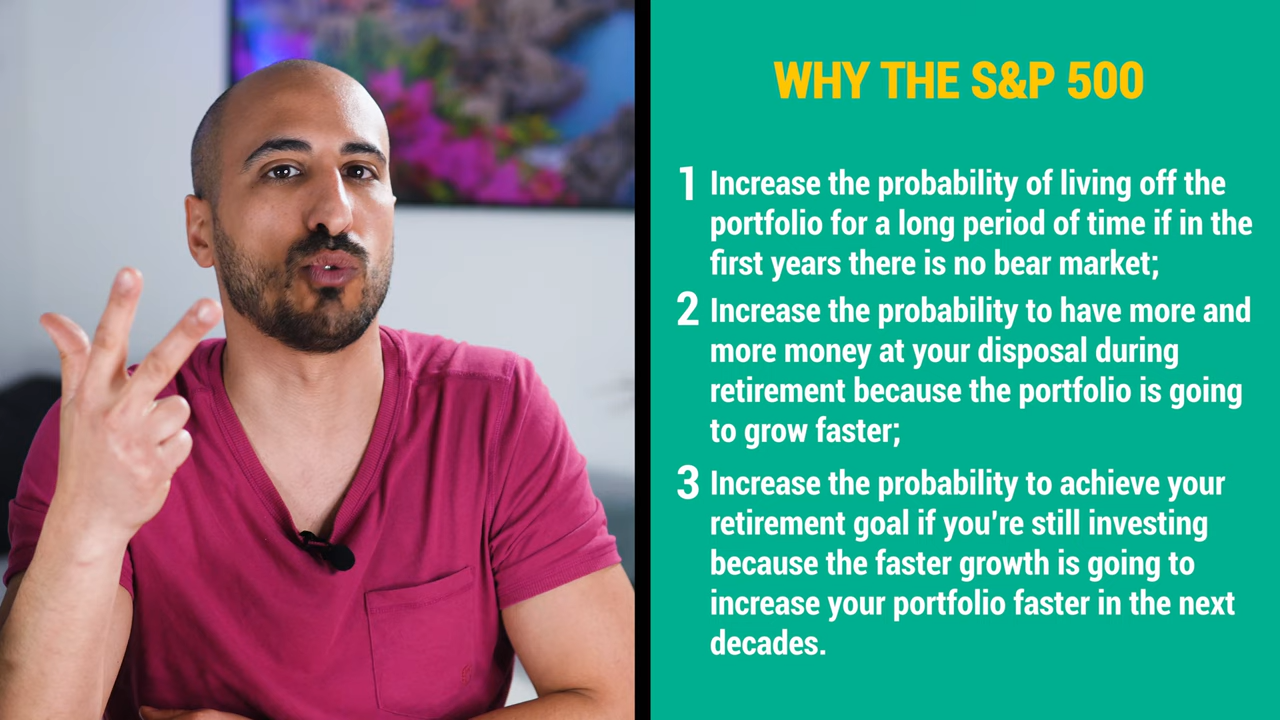 WHY THE S&P 500
1 Increase the probability of living off the
portfolio for a long period of time if in the
first years there is no bear market;
2 Increase the probability to have more and
more money at your disposal during
retirement because the portfolio is going
to grow faster;
3 Increase the probability to achieve your
retirement goal if you're still investing
because the faster growth is going to
increase your portfolio faster in the next
decades.